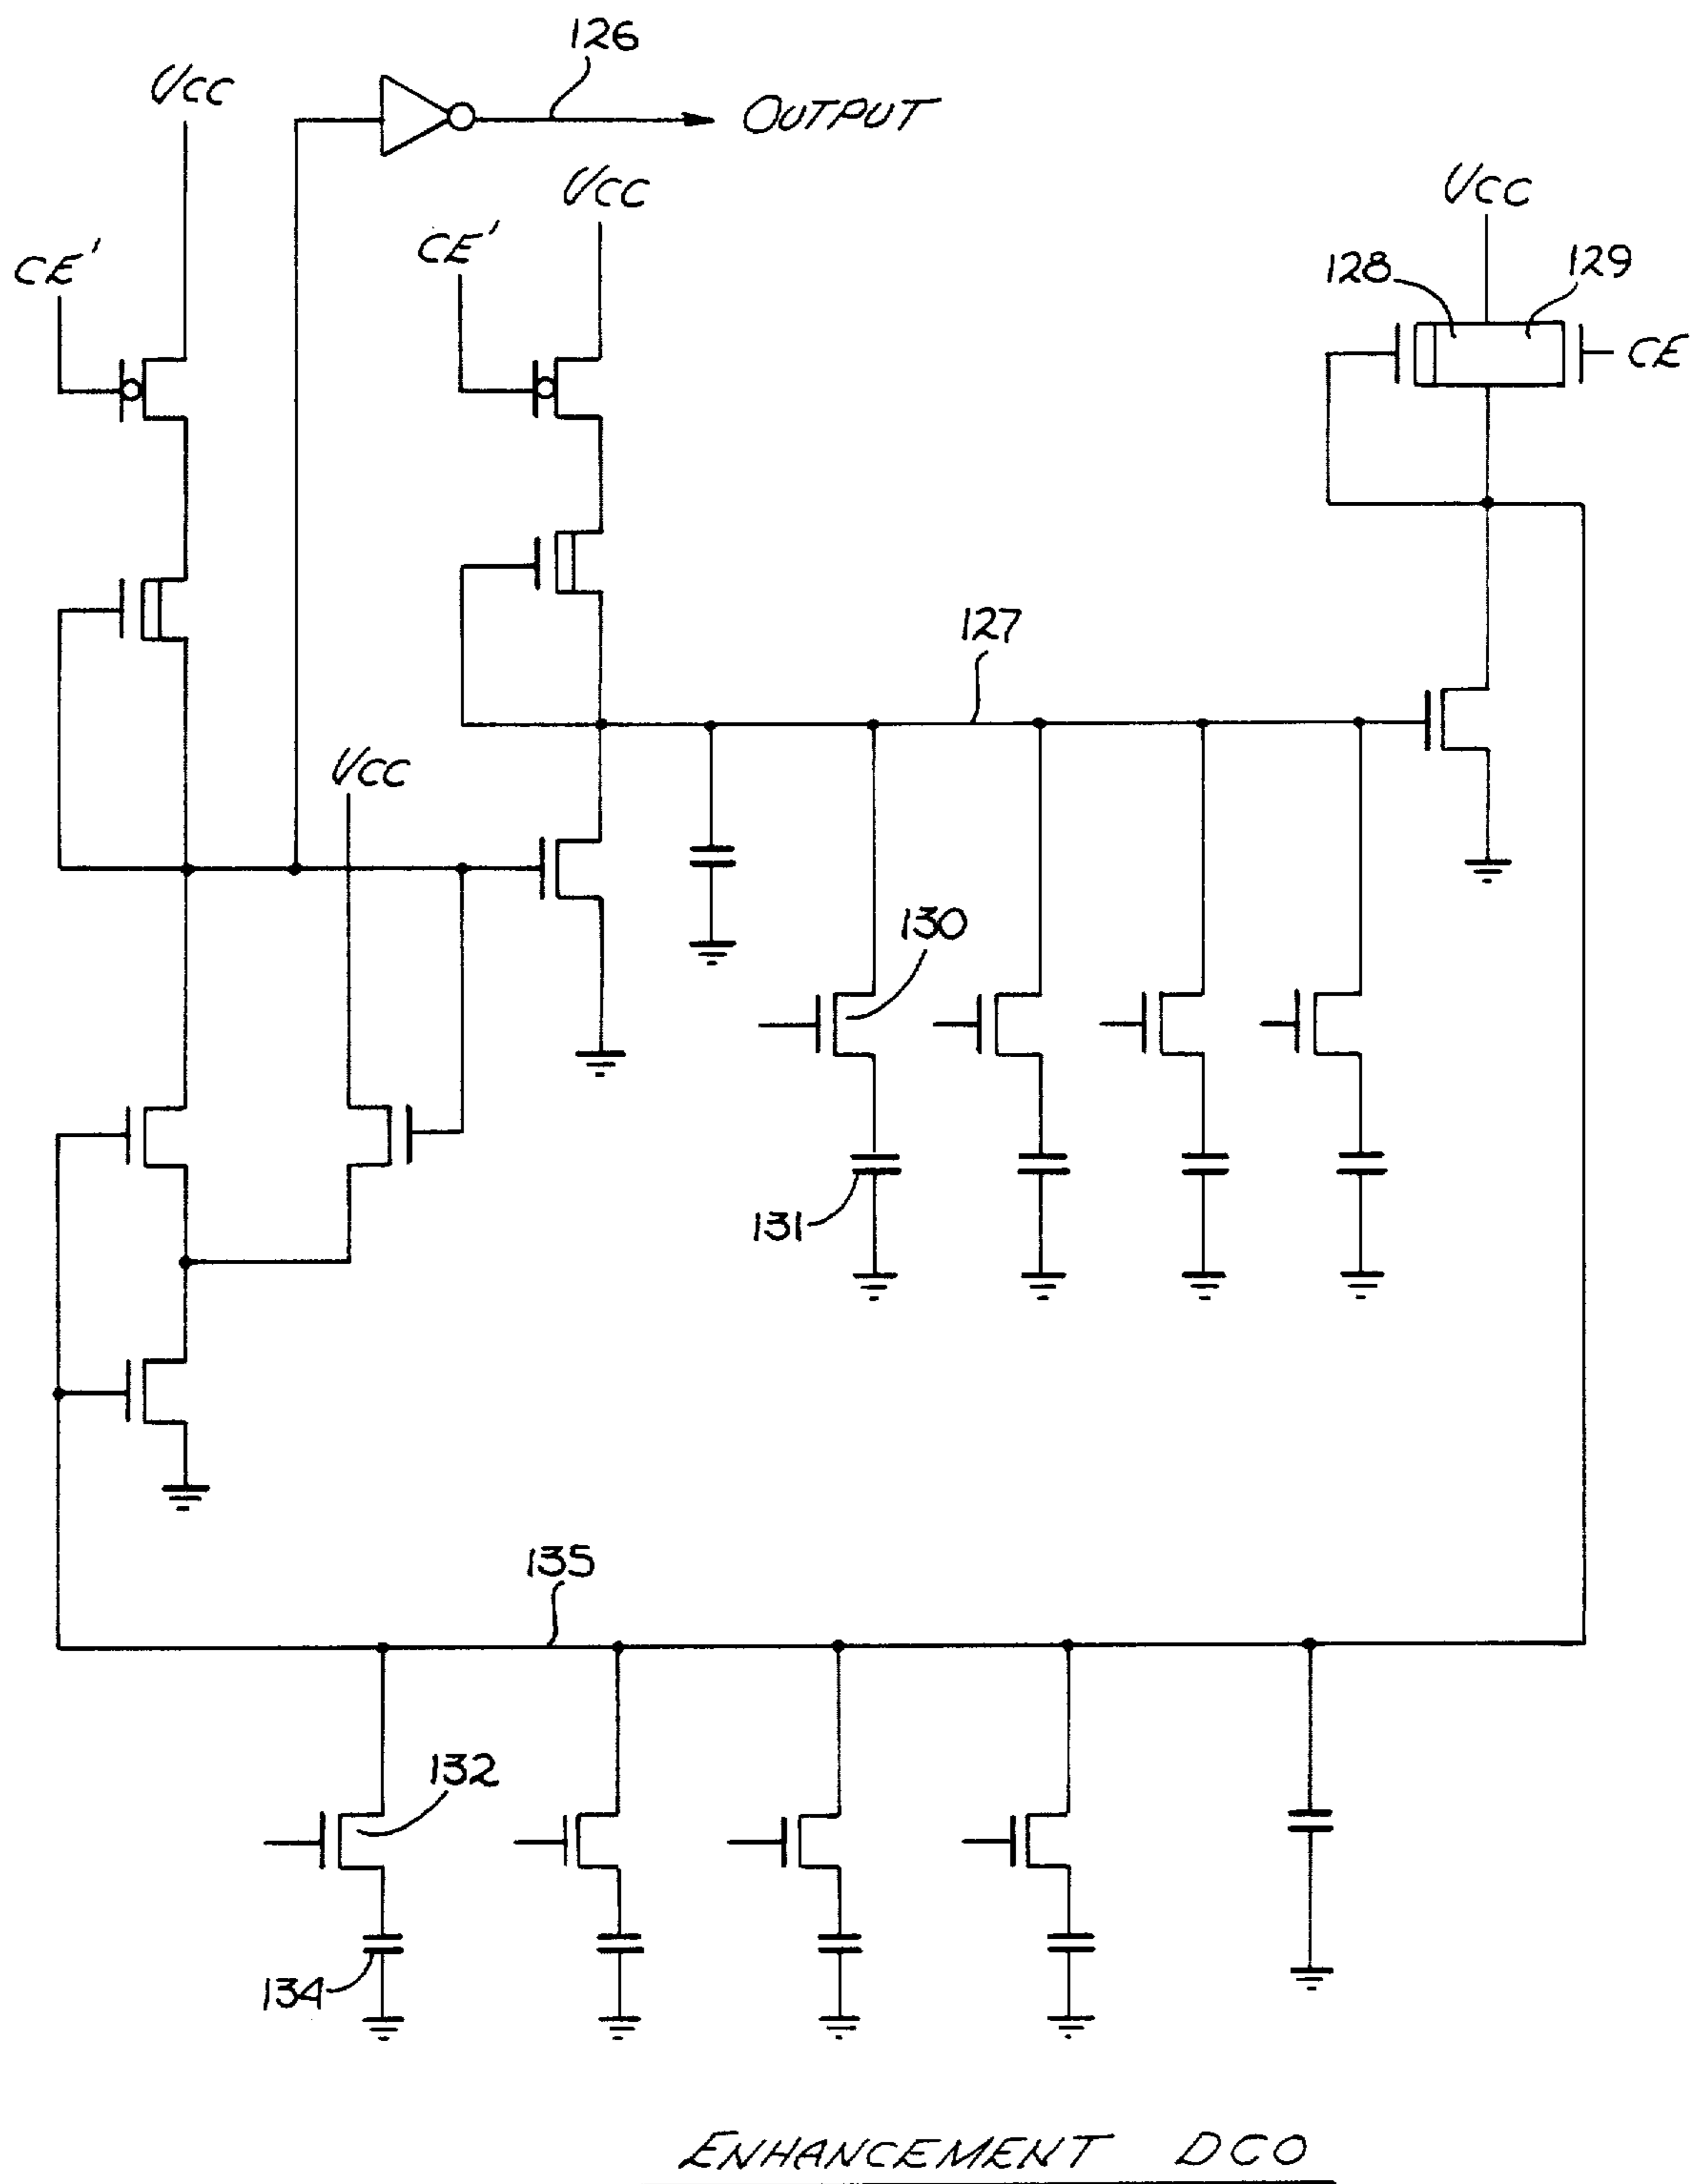 126
VCC
OUTPUT
VCC
VCC
CE'
CE'
128
129
CE
127
VCC
130
131
135
132
134
ENHANCEMENT DCO